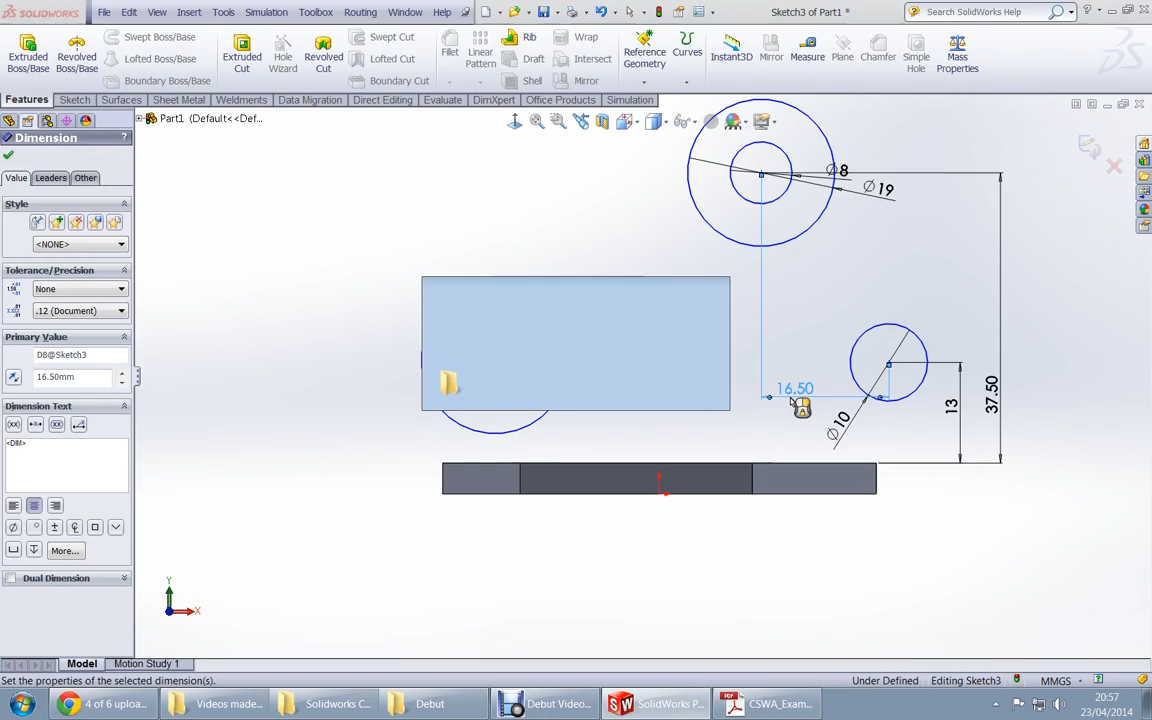 SOLIDWORKS File Edit View Insert Tools Simulation Toolbox Routing Window Help Sketch3 of Part1 * Search SolidWorks Help
Extruded Boss/Base
Revolved Boss/Base
Swept Boss/Base
Lofted Boss/Base
Boundary Boss/Base
Extruded Cut
Hole Wizard
Revolved Cut
Swept Cut
Lofted Cut
Boundary Cut
Fillet
Linear Pattern
Rib
Draft
Shell
Wrap
Intersect
Mirror
Reference Geometry
Curves
Instant3D
Mirror
Measure
Plane
Chamfer
Simple Hole
Mass Properties
Features Sketch Surfaces Sheet Metal Weldments Data Migration Direct Editing Evaluate DimXpert Office Products Simulation
Part1 (Default<<Def...
Dimension ?
Value Leaders Other
Style
<NONE>
Tolerance/Precision
None
.12 (Document)
Primary Value
D8@Sketch3
16.50mm
Dimension Text
<DIM>
More...
Dual Dimension
∅8
∅19
16.50
∅10
13
37.50
Y
X
Model Motion Study 1
Set the properties of the selected dimension(s). Under Defined Editing Sketch3 MMGS
4 of 6 uploa... Videos made... Solidworks C... Debut Debut Video... SolidWorks P... CSWA_Exam... 20:57
23/04/2014